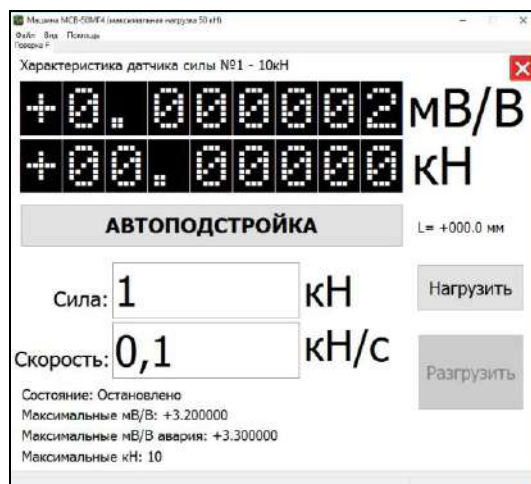 Машина МСВ-50МF4 (максимальная нагрузка 50 кН)
Файл Вид Помощь
Поверка F
Характеристика датчика силы №1 - 10кН
+0.000002 мВ/В
+00.00000 кН
АВТОПОДСТРОЙКА
L= +000.0 мм
Сила: 1 кН
Нагрузить
Скорость: 0,1 кН/с
Разгрузить
Состояние: Остановлено
Максимальные мВ/В: +3.200000
Максимальные мВ/В авария: +3.300000
Максимальные кН: 10